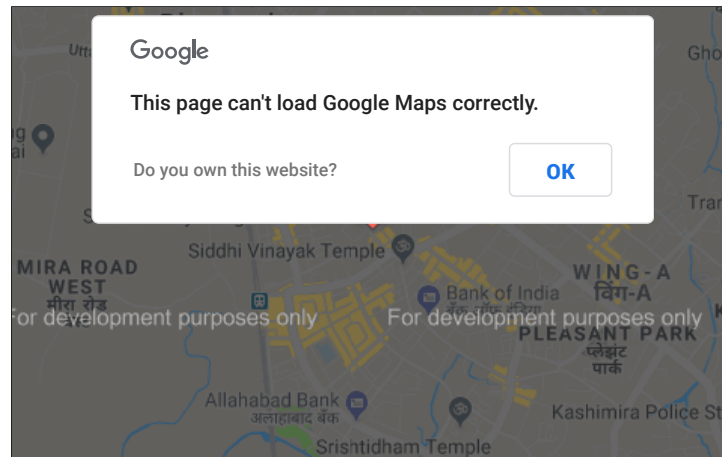 Google
This page can't load Google Maps correctly.
Do you own this website?
OK
Gho
Siddhi Vinayak Temple
MIRA ROAD
WEST
मीरा रोड
WING-A
विंग-A
Bank of India
बँक ऑफ इंडिया
For development purposes only
For development purposes only
PLEASANT PARK
प्लेझंट
पार्क
Allahabad Bank
अलाहाबाद बँक
Kashimira Police St
Srishtidham Temple